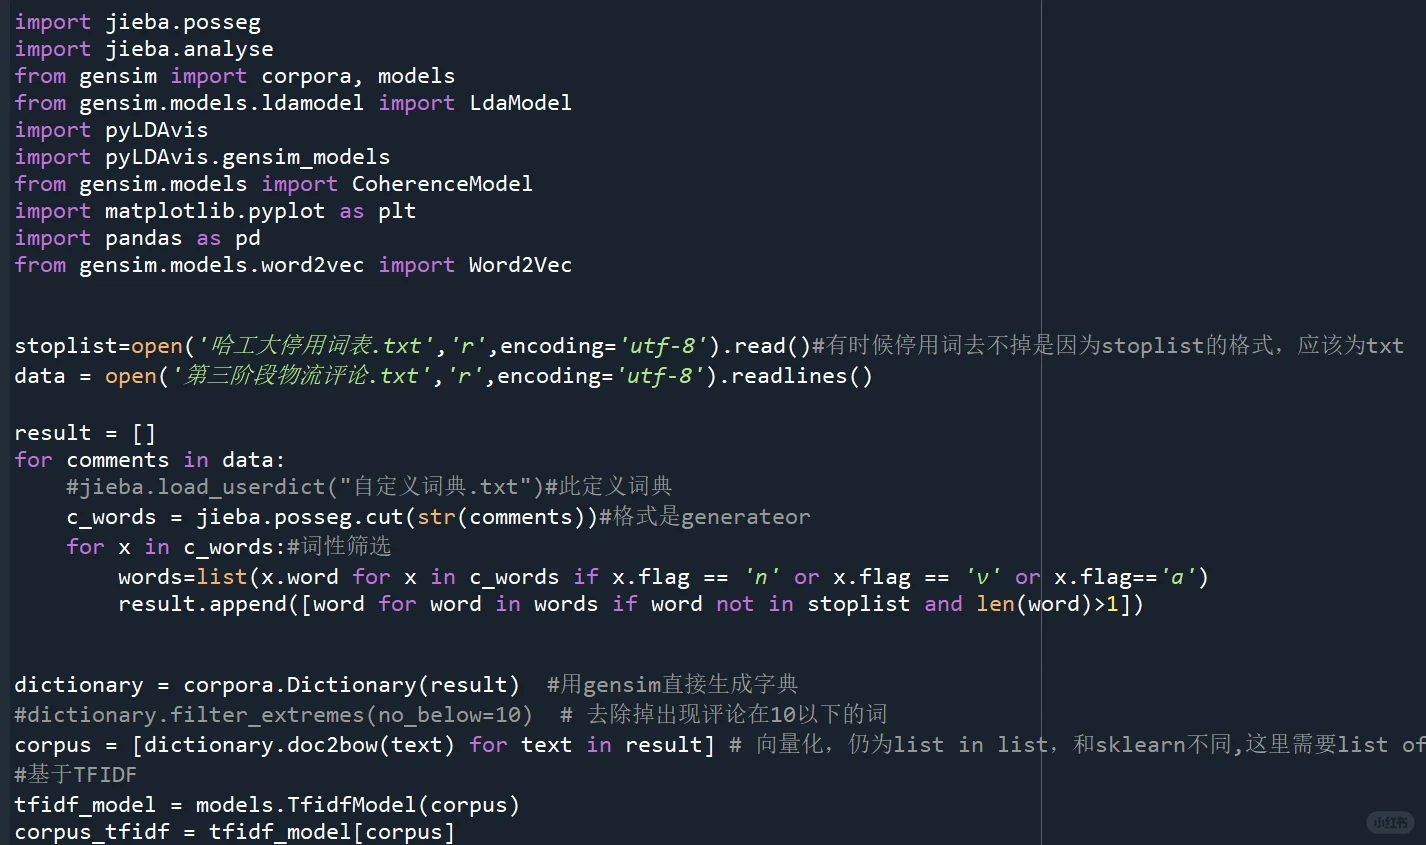 import jieba.posseg
import jieba.analyse
from gensim import corpora, models
from gensim.models.ldamodel import LdaModel
import pyLDAvis
import pyLDAvis.gensim_models
from gensim.models import CoherenceModel
import matplotlib.pyplot as plt
import pandas as pd
from gensim.models.word2vec import Word2Vec
stoplist=open('哈工大停用词表.txt','r',encoding='utf-8').read()#有时候停用词去不掉是因为stoplist的格式，应该为txt
data = open('第三阶段物流评论.txt','r',encoding='utf-8').readlines()
result = []
for comments in data:
    #jieba.load_userdict("自定义词典.txt")#此定义词典
    c_words = jieba.posseg.cut(str(comments))#格式是generateor
    for x in c_words:#词性筛选
        words=list(x.word for x in c_words if x.flag == 'n' or x.flag == 'v' or x.flag=='a')
        result.append([word for word in words if word not in stoplist and len(word)>1])
dictionary = corpora.Dictionary(result)  #用gensim直接生成字典
#dictionary.filter_extremes(no_below=10)  # 去除掉出现评论在10以下的词
corpus = [dictionary.doc2bow(text) for text in result] # 向量化，仍为list in list，和sklearn不同,这里需要list of
#基于TFIDF
tfidf_model = models.TfidfModel(corpus)
corpus_tfidf = tfidf_model[corpus]
小红书